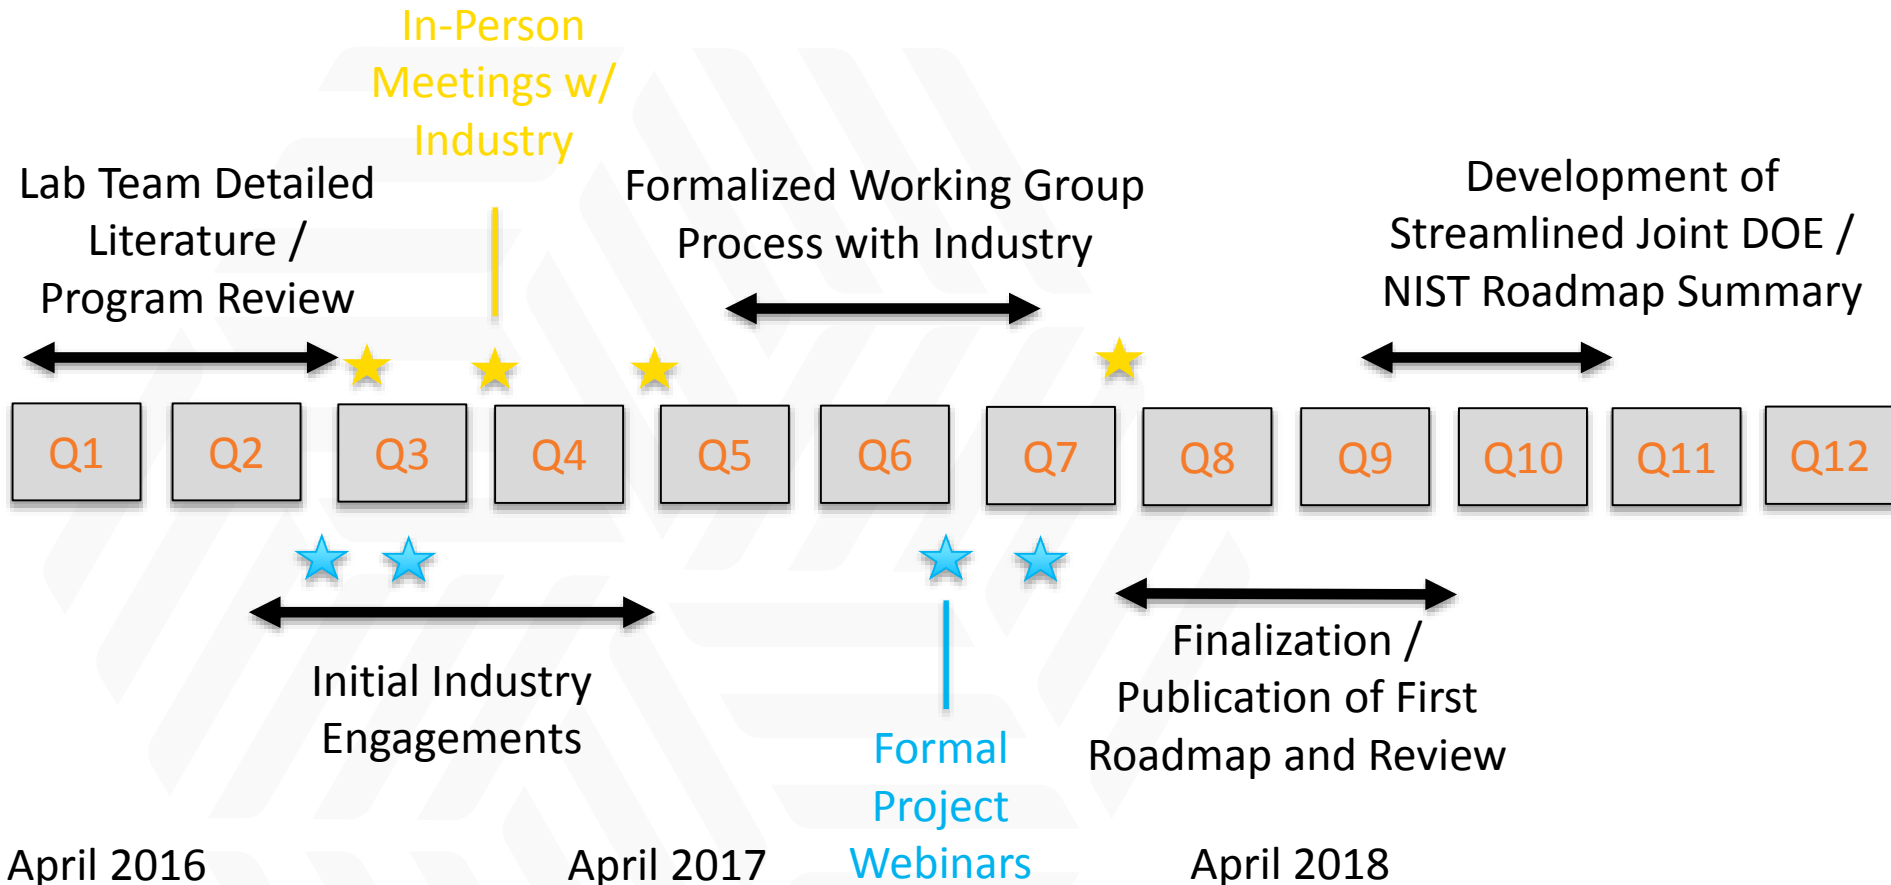 In-Person
Meetings w/
Industry
Lab Team Detailed
Literature /
Program Review
Formalized Working Group
Process with Industry
Development of
Streamlined Joint DOE /
NIST Roadmap Summary
Q1
Q2
Q3
Q4
Q5
Q6
Q7
Q8
Q9
Q10
Q11
Q12
Initial Industry
Engagements
Formal
Project
Webinars
Finalization /
Publication of First
Roadmap and Review
April 2016
April 2017
April 2018